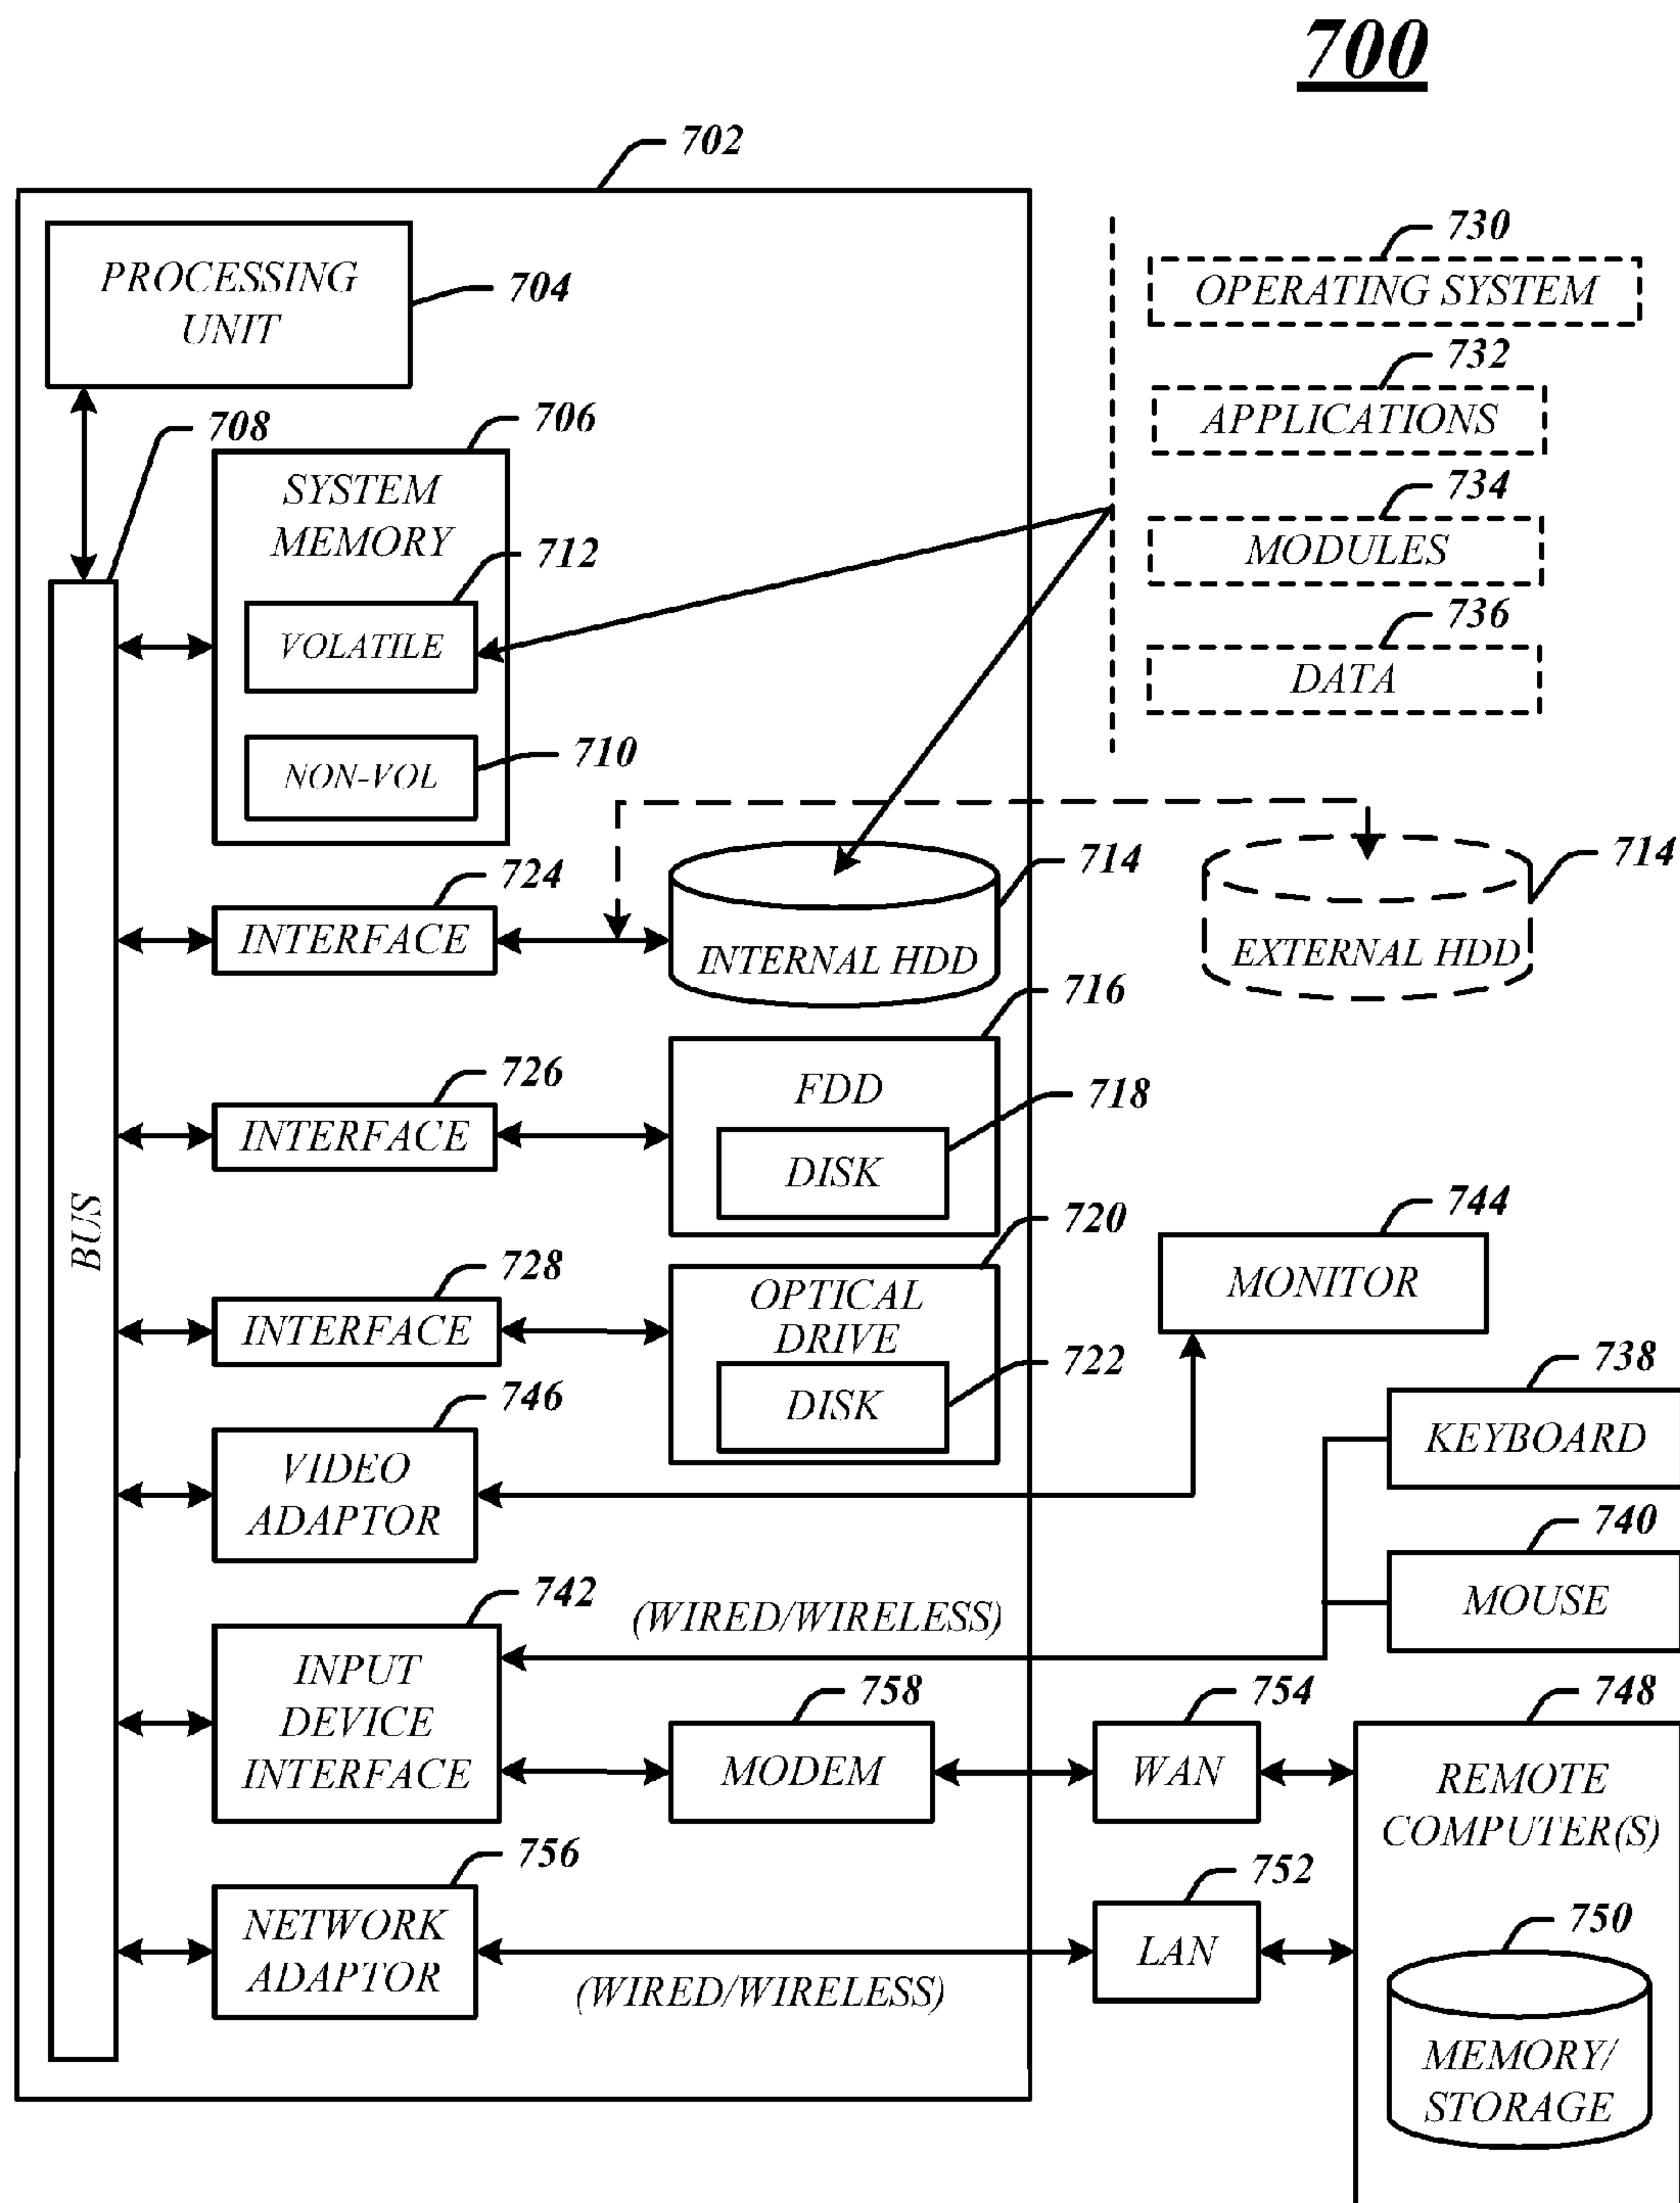 700
702
PROCESSING
UNIT
704
730
OPERATING SYSTEM
732
APPLICATIONS
734
MODULES
736
DATA
708
706
SYSTEM
MEMORY
712
VOLATILE
710
NON-VOL
724
INTERFACE
714
INTERNAL HDD
714
EXTERNAL HDD
BUS
726
INTERFACE
716
FDD
718
DISK
728
INTERFACE
720
OPTICAL
DRIVE
722
DISK
744
MONITOR
746
VIDEO
ADAPTOR
738
KEYBOARD
740
MOUSE
742
INPUT
DEVICE
INTERFACE
(WIRED/WIRELESS)
758
MODEM
754
WAN
748
REMOTE
COMPUTER(S)
756
NETWORK
ADAPTOR
(WIRED/WIRELESS)
752
LAN
750
MEMORY/
STORAGE